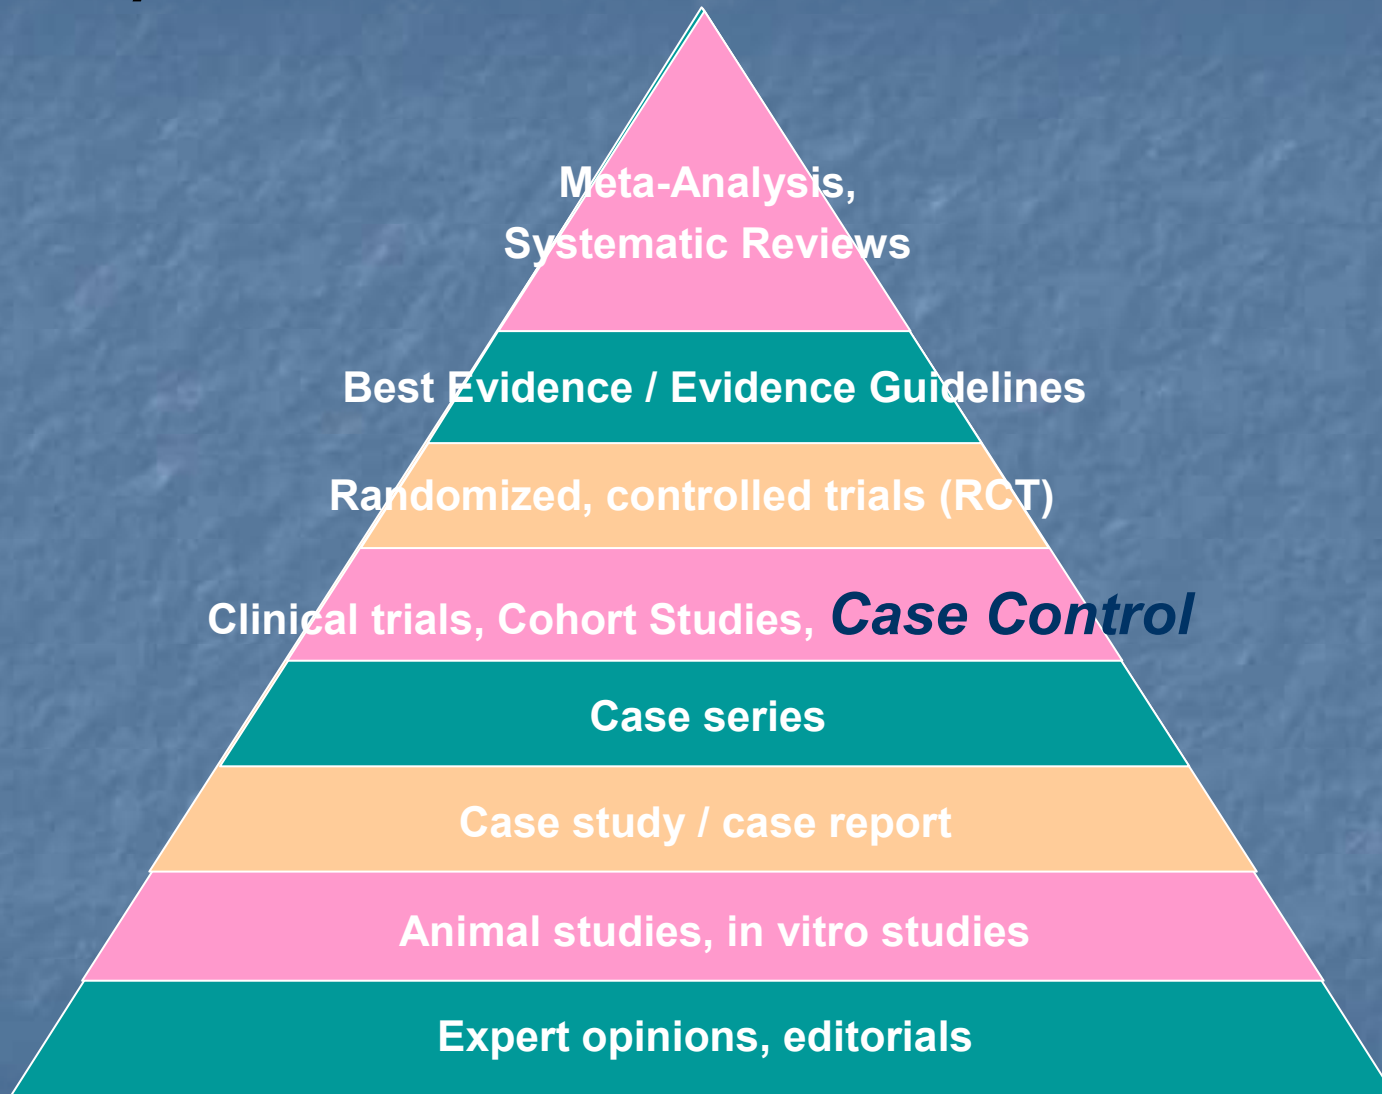 Meta-Analysis,
Systematic Reviews
Best Evidence / Evidence Guidelines
Randomized, controlled trials (RCT)
Clinical trials, Cohort Studies, Case Control
Case series
Case study / case report
Animal studies, in vitro studies
Expert opinions, editorials